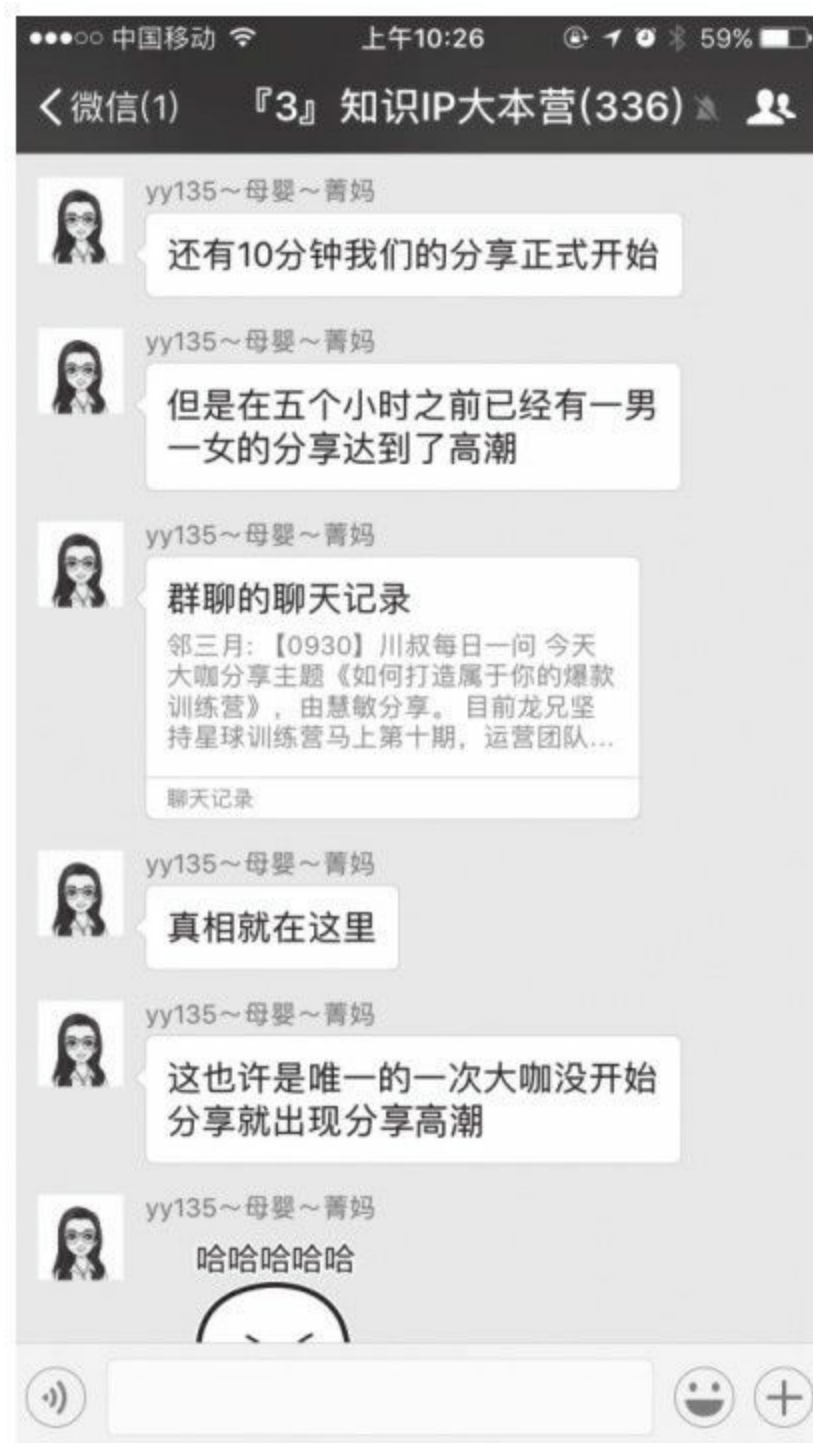 中国移动 上午10:26 59%
微信(1) 『3』知识IP大本营(336)
yy135～母婴～菁妈
还有10分钟我们的分享正式开始
yy135～母婴～菁妈
但是在五个小时之前已经有一男
一女的分享达到了高潮
yy135～母婴～菁妈
群聊的聊天记录
邻三月:【0930】川叔每日一问 今天
大咖分享主题《如何打造属于你的爆款
训练营》，由慧敏分享。 目前龙兄坚
持星球训练营马上第十期，运营团队...
聊天记录
yy135～母婴～菁妈
真相就在这里
yy135～母婴～菁妈
这也许是唯一的一次大咖没开始
分享就出现分享高潮
yy135～母婴～菁妈
哈哈哈哈哈